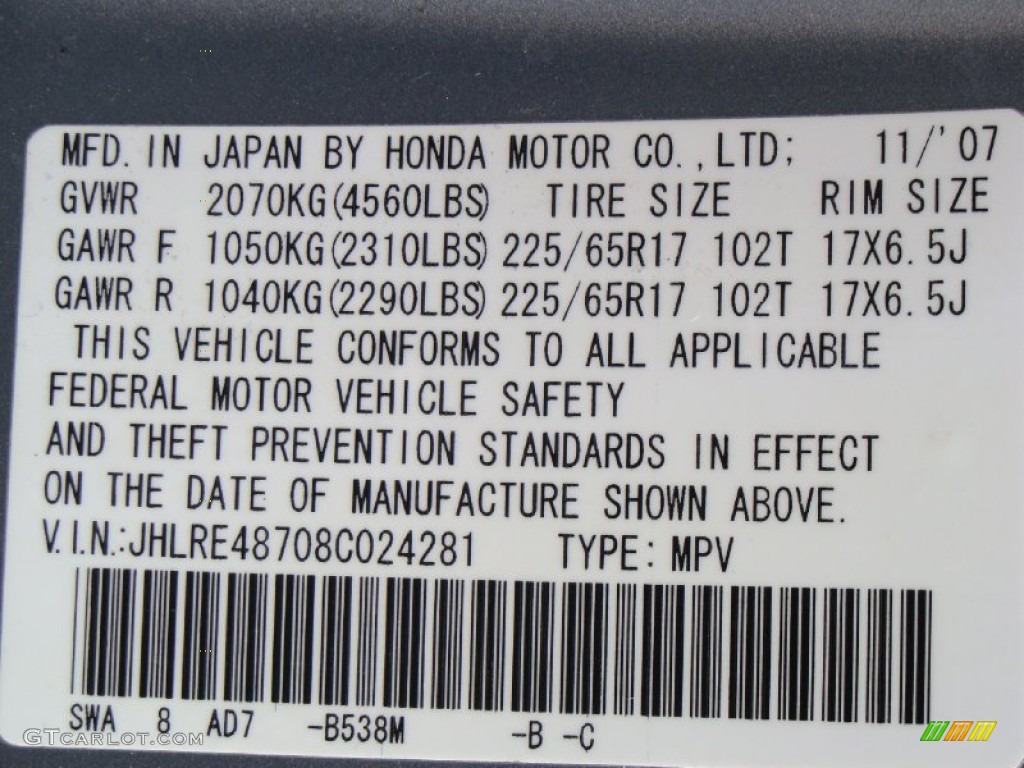 MFD. IN JAPAN BY HONDA MOTOR CO.,LTD; 11/'07
GVWR 2070KG(4560LBS) TIRE SIZE RIM SIZE
GAWR F 1050KG(2310LBS) 225/65R17 102T 17X6.5J
GAWR R 1040KG(2290LBS) 225/65R17 102T 17X6.5J
THIS VEHICLE CONFORMS TO ALL APPLICABLE
FEDERAL MOTOR VEHICLE SAFETY
AND THEFT PREVENTION STANDARDS IN EFFECT
ON THE DATE OF MANUFACTURE SHOWN ABOVE.
V.I.N.:JHLRE48708C024281 TYPE: MPV
SWA 8 AD7 -B538M -B -C
©GTCARLOT.COM